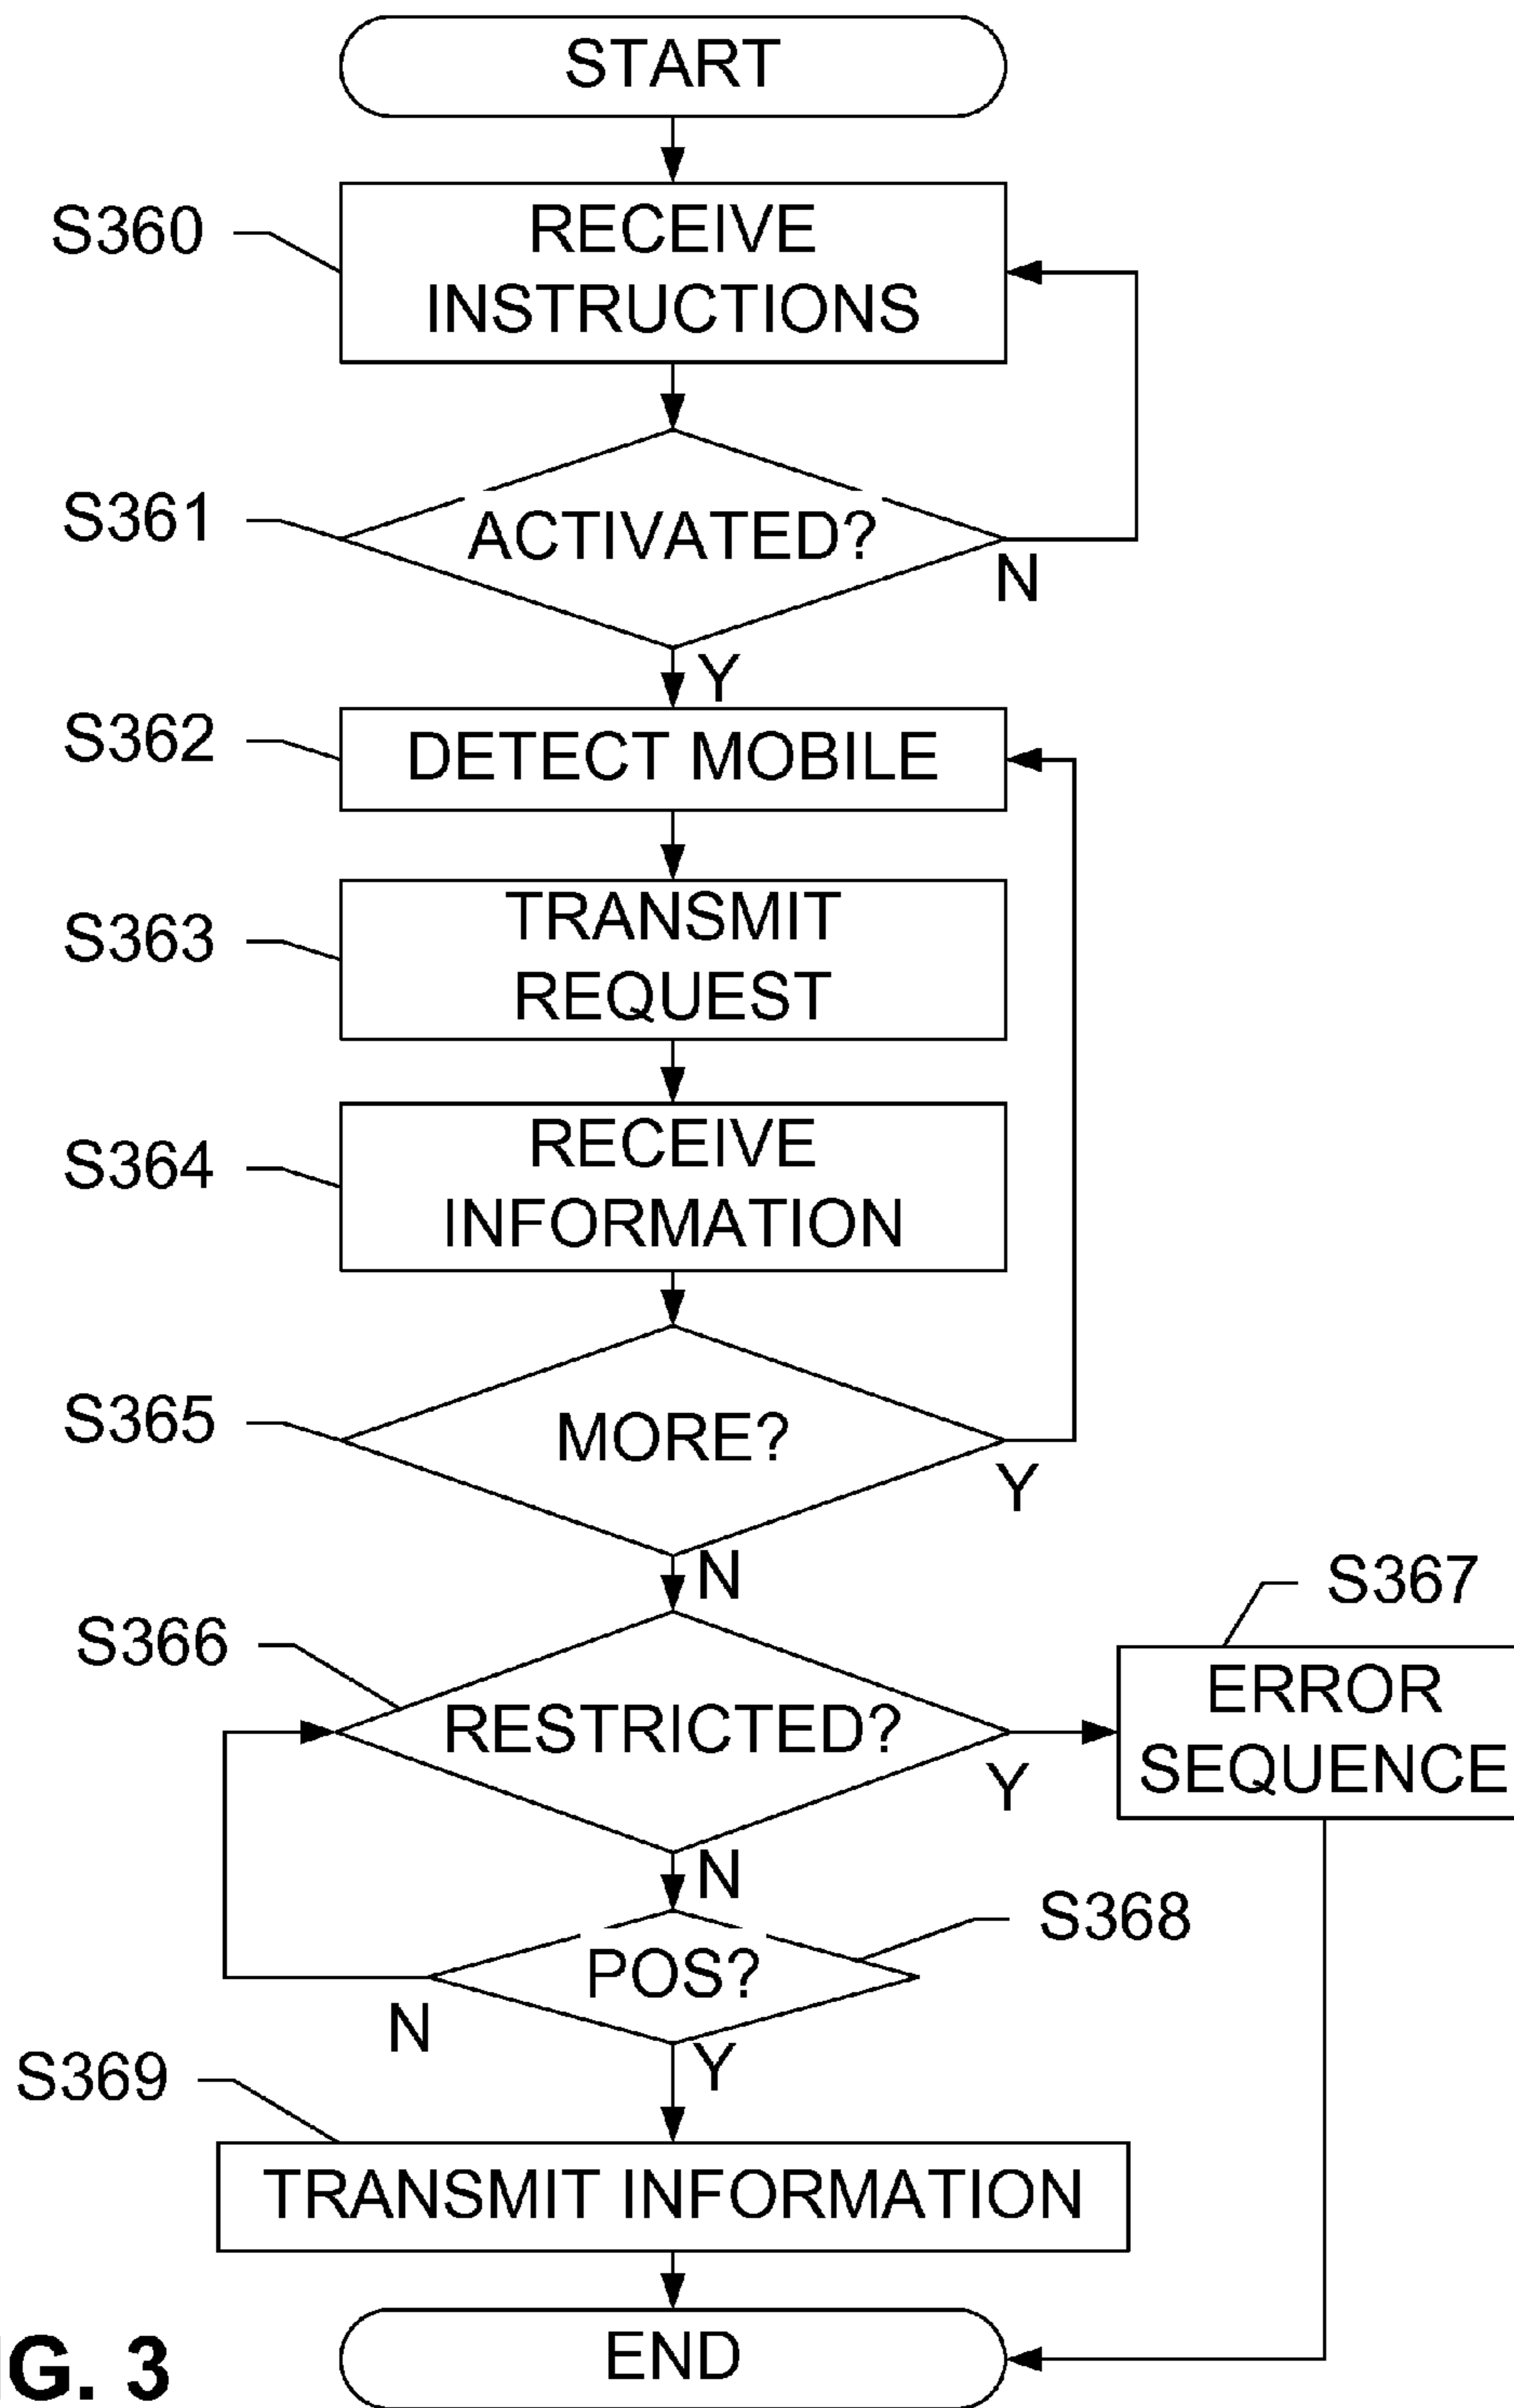 START
S360
RECEIVE
INSTRUCTIONS
S361
ACTIVATED?
N
Y
S362
DETECT MOBILE
S363
TRANSMIT
REQUEST
S364
RECEIVE
INFORMATION
S365
MORE?
Y
N
S367
S366
RESTRICTED?
Y
ERROR
SEQUENCE
N
S368
POS?
N
Y
S369
TRANSMIT INFORMATION
END
G. 3